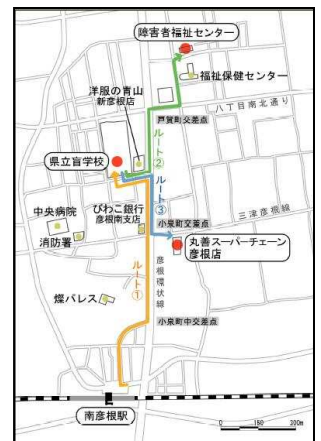 障害者福祉センター
福祉保健センター
洋服の青山
新彦根店
八丁目南北通り
戸賀町交差点
ルート②
県立盲学校
ルート③
びわこ銀行
彦根南支店
小泉町交差点
三津彦根線
中央病院
消防署
丸善スーパーチェーン
彦根店
ルート①
彦根環状線
燦パレス
小泉町中交差点
南彦根駅
0 150 300m